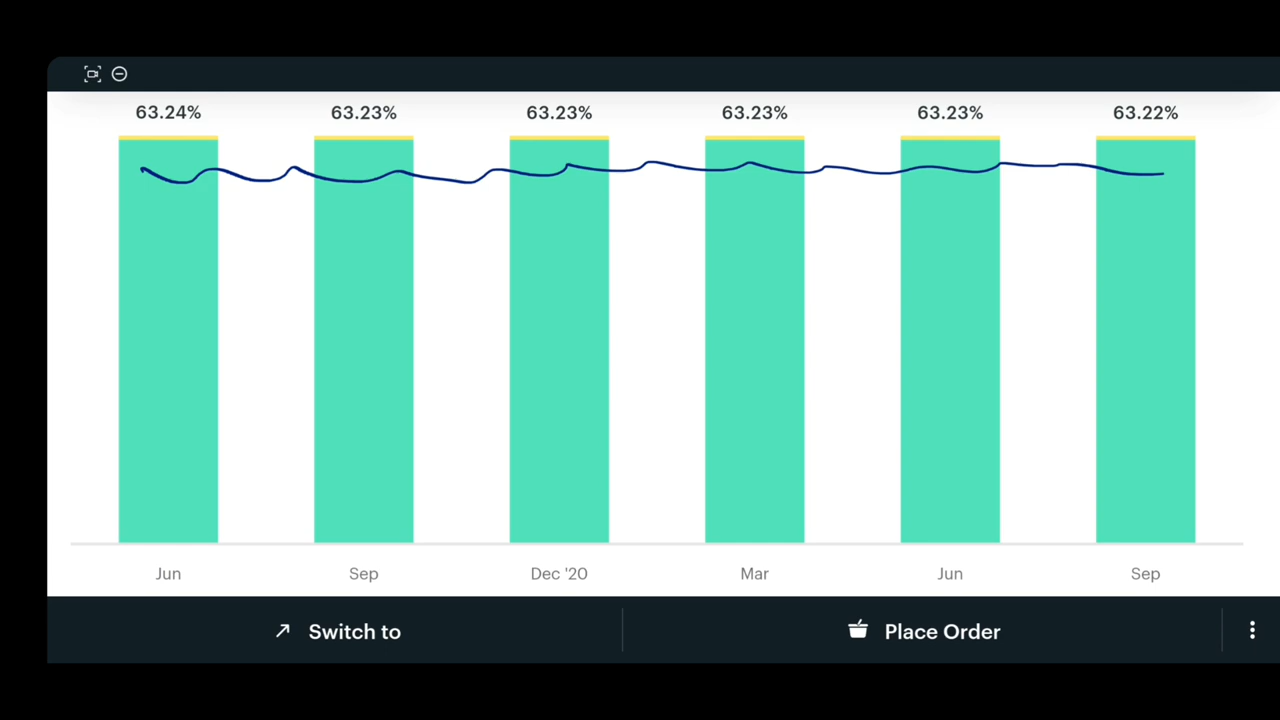 63.24% 63.23% 63.23% 63.23% 63.23% 63.22%
Jun Sep Dec '20 Mar Jun Sep
Switch to Place Order